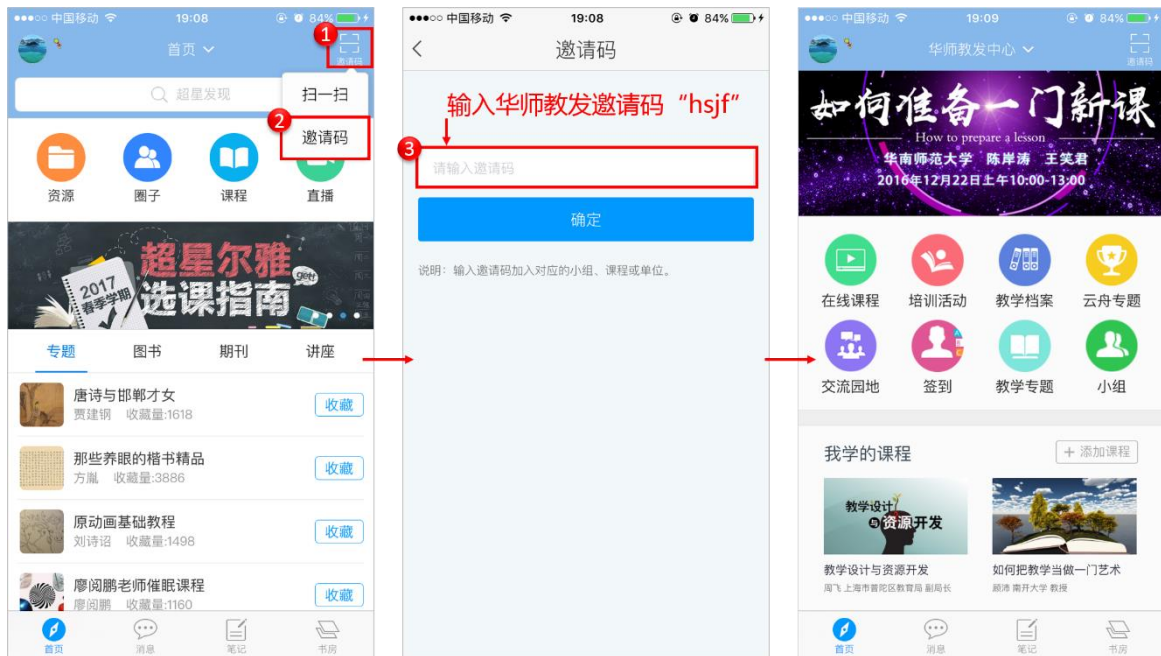 中国移动 19:08 84%
首页
邀请码
1
超星发现
扫一扫
2
邀请码
资源 圈子 课程 直播
超星尔雅
2017
春季学期
选课指南
get
专题 图书 期刊 讲座
唐诗与邯郸才女
贾建钢 收藏量:1618
收藏
那些养眼的楷书精品
方胤 收藏量:3886
收藏
原动画基础教程
刘诗诏 收藏量:1498
收藏
廖阅鹏老师催眠课程
廖阅鹏 收藏量:1160
收藏
首页 消息 笔记 书房
中国移动 19:08 84%
邀请码
输入华师教发邀请码“hsjf”
3
请输入邀请码
确定
说明：输入邀请码加入对应的小组、课程或单位。
中国移动 19:09 84%
华师教发中心
邀请码
如何准备一门新课
How to prepare a lesson
华南师范大学 陈岸涛 王笑君
2016年12月22日上午10:00-13:00
在线课程 培训活动 教学档案 云舟专题
交流园地 签到 教学专题 小组
我学的课程
+ 添加课程
教学设计
与资源开发
教学设计与资源开发
周飞 上海市普陀区教育局 副局长
如何把教学当做一门艺术
顾沛 南开大学 教授
首页 消息 笔记 书房